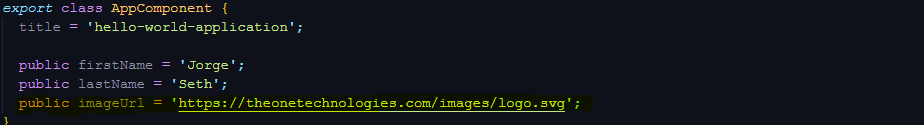 export class AppComponent {
title = 'hello-world-application';
public firstName = 'Jorge';
public lastName = 'Seth';
public imageUrl = 'https://theonetechnologies.com/images/logo.svg';
}